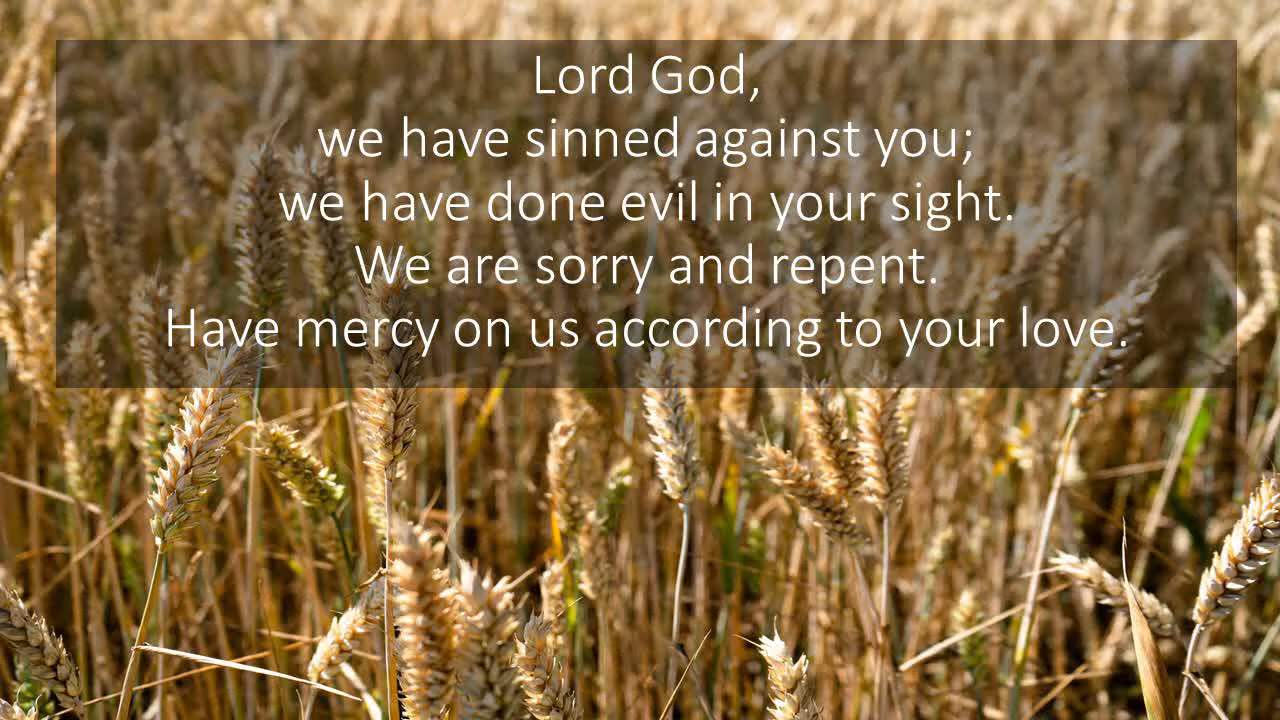 Lord God,
we have sinned against you;
we have done evil in your sight.
We are sorry and repent.
Have mercy on us according to your love.